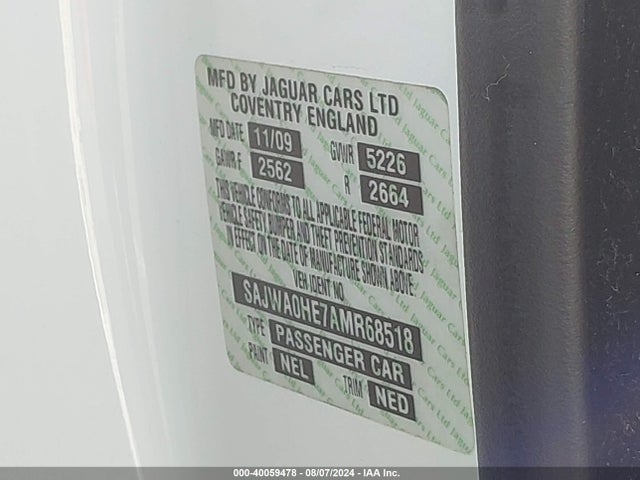 MFD BY JAGUAR CARS LTD
COVENTRY ENGLAND
MFD DATE 11/09 GVWR 5226
GAWR F 2562 R 2664
THIS VEHICLE CONFORMS TO ALL APPLICABLE FEDERAL MOTOR
VEHICLE SAFETY BUMPER AND THEFT PREVENTION STANDARDS
IN EFFECT ON THE DATE OF MANUFACTURE SHOWN ABOVE
VEH-IDENT NO.
SAJWA0HE7AMR68518
TYPE PASSENGER CAR
PAINT NEL TRIM NED
000-40059478 - 08/07/2024 - IAA Inc.